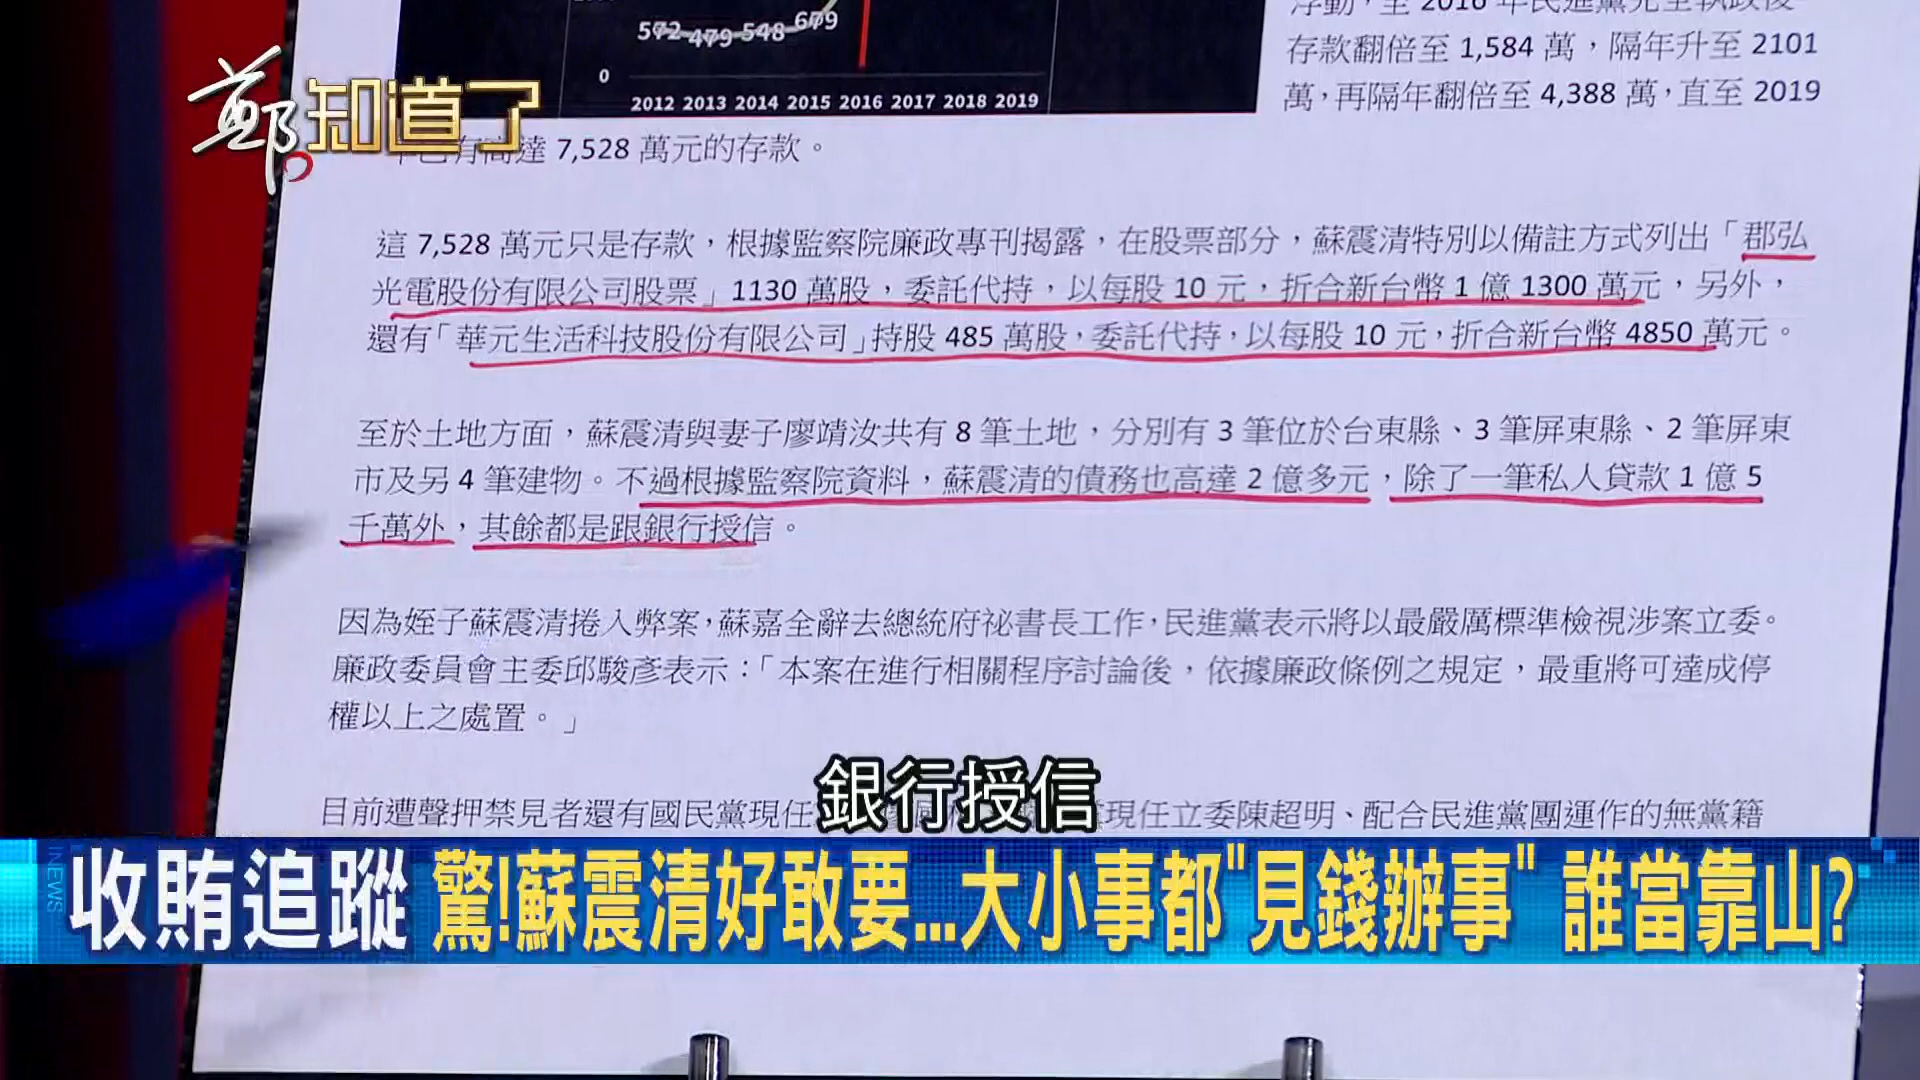 572 479 548 679
0
2012 2013 2014 2015 2016 2017 2018 2019
浮動，至 2016 年民進黨完全執政後
存款翻倍至 1,584 萬，隔年升至 2101
萬，再隔年翻倍至 4,388 萬，直至 2019
鄭知道了
達 7,528 萬元的存款。
這 7,528 萬元只是存款，根據監察院廉政專刊揭露，在股票部分，蘇震清特別以備註方式列出「郡弘
光電股份有限公司股票」1130 萬股，委託代持，以每股 10 元，折合新台幣 1 億 1300 萬元，另外，
還有「華元生活科技股份有限公司」持股 485 萬股，委託代持，以每股 10 元，折合新台幣 4850 萬元。
至於土地方面，蘇震清與妻子廖靖汝共有 8 筆土地，分別有 3 筆位於台東縣、3 筆屏東縣、2 筆屏東
市及另 4 筆建物。不過根據監察院資料，蘇震清的債務也高達 2 億多元，除了一筆私人貸款 1 億 5
千萬外，其餘都是跟銀行授信。
因為姪子蘇震清捲入弊案，蘇嘉全辭去總統府祕書長工作，民進黨表示將以最嚴厲標準檢視涉案立委。
廉政委員會主委邱駿彥表示：「本案在進行相關程序討論後，依據廉政條例之規定，最重將可達成停
權以上之處置。」
目前遭聲押禁見者還有國民黨現任
黨現任立委陳超明、配合民進黨團運作的無黨籍
銀行授信
NEWS
收賄追蹤 驚!蘇震清好敢要...大小事都"見錢辦事" 誰當靠山?